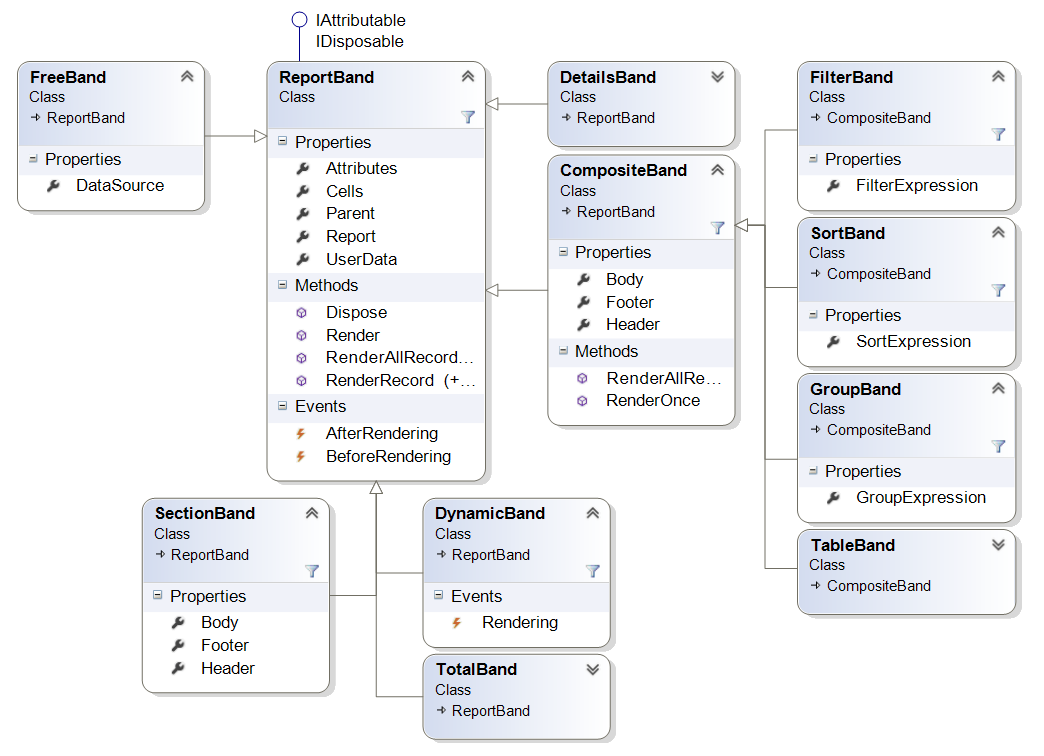 IAttributable
IDisposable
FreeBand
Class
ReportBand
Properties
DataSource
ReportBand
Class
Properties
Attributes
Cells
Parent
Report
UserData
Methods
Dispose
Render
RenderAllRecord...
RenderRecord (+...
Events
AfterRendering
BeforeRendering
DetailsBand
Class
ReportBand
CompositeBand
Class
ReportBand
Properties
Body
Footer
Header
Methods
RenderAllRe...
RenderOnce
FilterBand
Class
CompositeBand
Properties
FilterExpression
SortBand
Class
CompositeBand
Properties
SortExpression
GroupBand
Class
CompositeBand
Properties
GroupExpression
TableBand
Class
CompositeBand
SectionBand
Class
ReportBand
Properties
Body
Footer
Header
DynamicBand
Class
ReportBand
Events
Rendering
TotalBand
Class
ReportBand